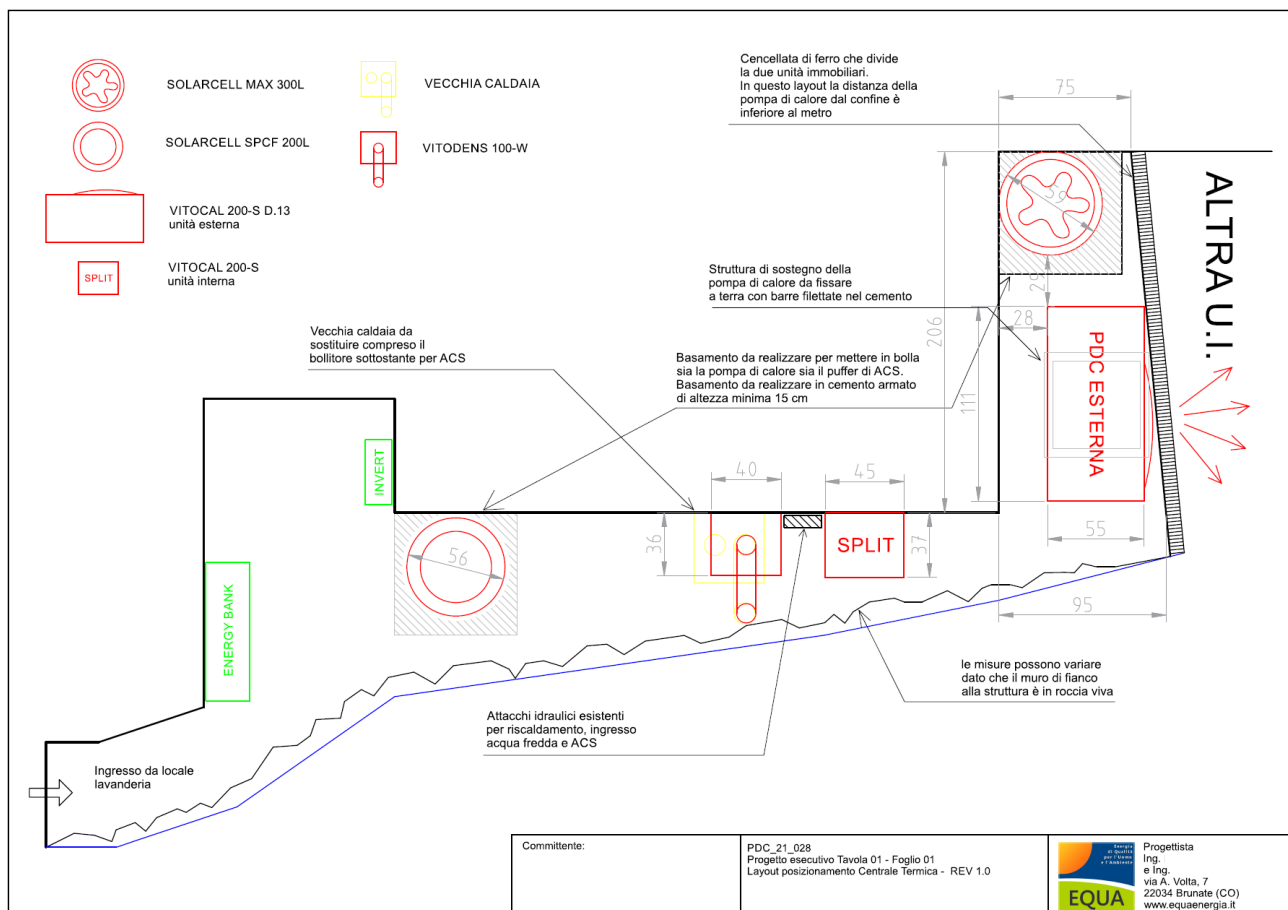 SOLARCELL MAX 300L
VECCHIA CALDAIA
SOLARCELL SPCF 200L
VITODENS 100-W
VITOCAL 200-S D.13
unità esterna
SPLIT
VITOCAL 200-S
unità interna
Cencellata di ferro che divide
la due unità immobiliari.
In questo layout la distanza della
pompa di calore dal confine è
inferiore al metro
75
59
ALTRA U.I.
Struttura di sostegno della
pompa di calore da fissare
a terra con barre filettate nel cemento
29
28
206
111
PDC ESTERNA
Vecchia caldaia da
sostituire compreso il
bollitore sottostante per ACS
Basamento da realizzare per mettere in bolla
sia la pompa di calore sia il puffer di ACS.
Basamento da realizzare in cemento armato
di altezza minima 15 cm
INVERT
40
45
36
SPLIT
37
56
55
95
ENERGY BANK
le misure possono variare
dato che il muro di fianco
alla struttura è in roccia viva
Attacchi idraulici esistenti
per riscaldamento, ingresso
acqua fredda e ACS
Ingresso da locale
lavanderia
Committente:
PDC_21_028
Progetto esecutivo Tavola 01 - Foglio 01
Layout posizionamento Centrale Termica - REV 1.0
Energia
di Qualità
per l'Uomo
e l'Ambiente
EQUA
Progettista
Ing.
e Ing.
via A. Volta, 7
22034 Brunate (CO)
www.equaenergia.it